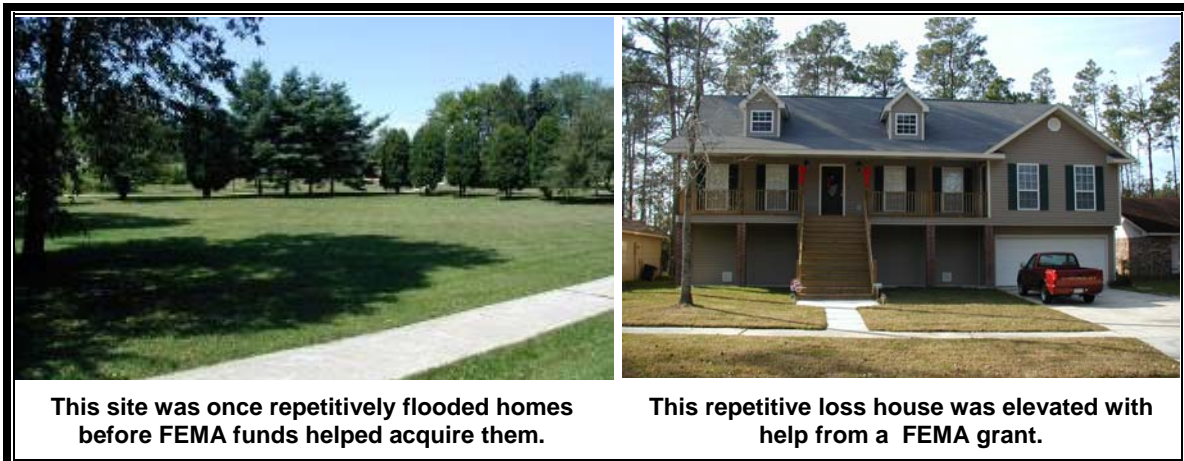 This site was once repetitively flooded homes
before FEMA funds helped acquire them.
This repetitive loss house was elevated with
help from a FEMA grant.